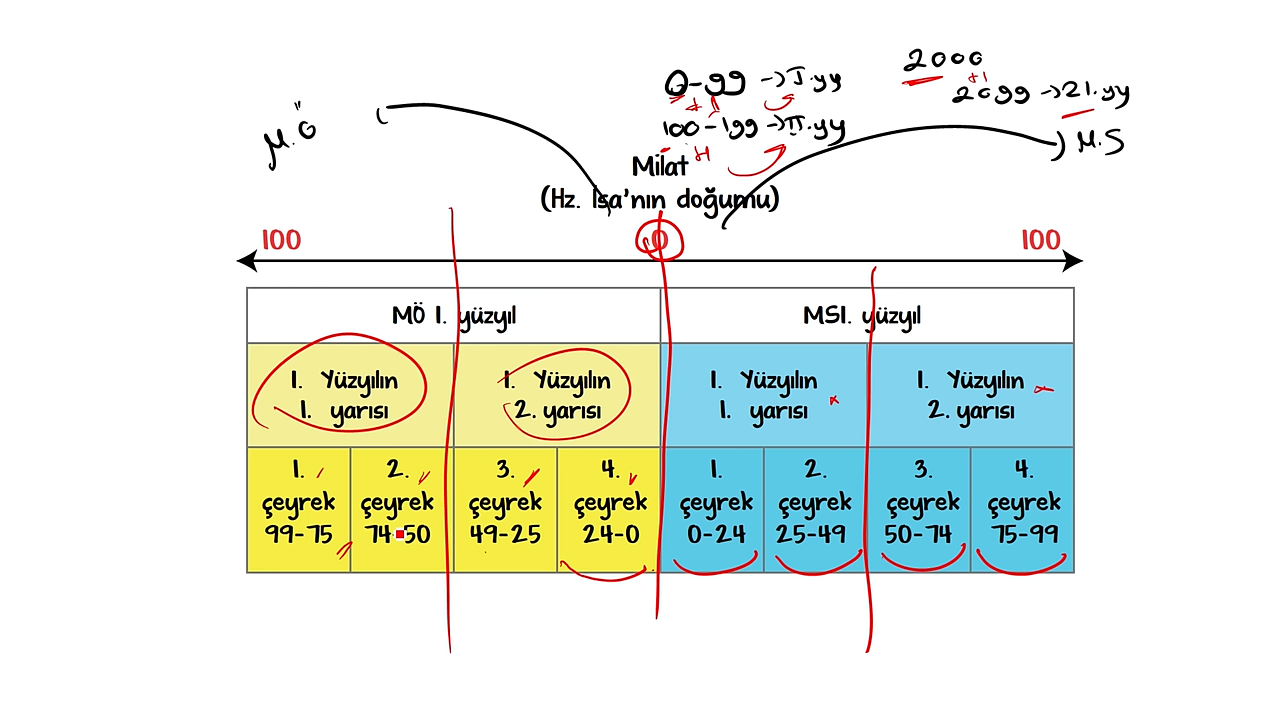 2000
0-99 → I.yy
+1
2099 → 21.yy
+1
100-199 → II.yy
+1
M.Ö
M.S
Milat
(Hz. İsa'nın doğumu)
100
0
100
MÖ I. yüzyıl
MSI. yüzyıl
I. Yüzyılın
I. yarısı
I. Yüzyılın
2. yarısı
I. Yüzyılın
I. yarısı
I. Yüzyılın
2. yarısı
I.
çeyrek
99-75
2.
çeyrek
74-50
3.
çeyrek
49-25
4.
çeyrek
24-0
I.
çeyrek
0-24
2.
çeyrek
25-49
3.
çeyrek
50-74
4.
çeyrek
75-99